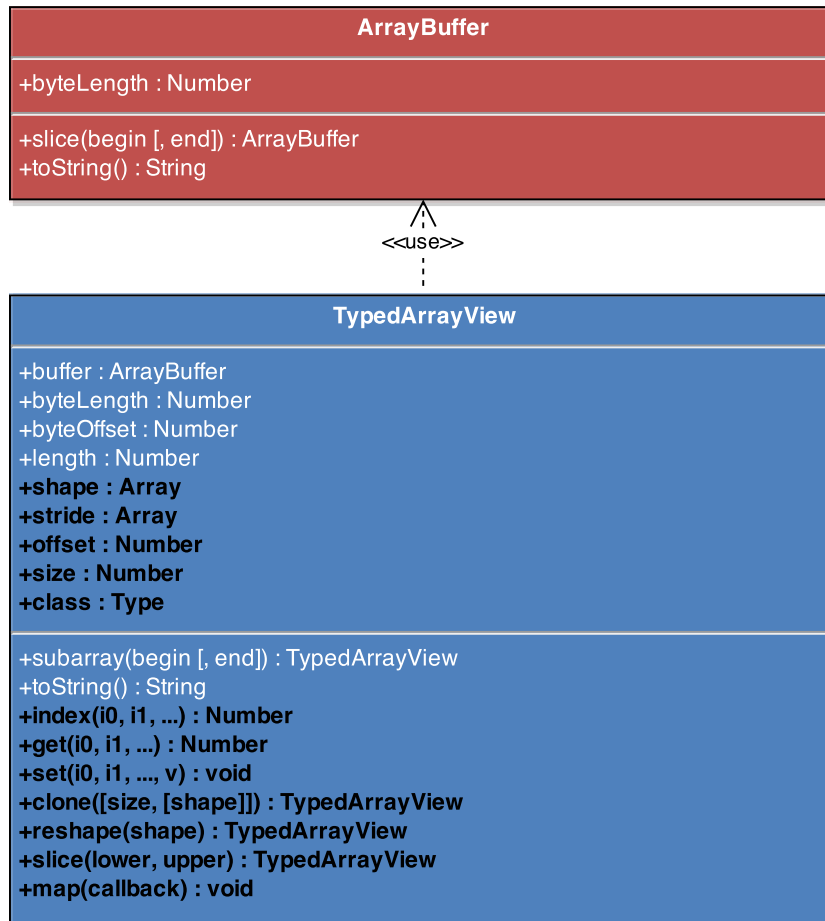 ArrayBuffer
+byteLength : Number
+slice(begin [, end]) : ArrayBuffer
+toString() : String
<<use>>
TypedArrayView
+buffer : ArrayBuffer
+byteLength : Number
+byteOffset : Number
+length : Number
+shape : Array
+stride : Array
+offset : Number
+size : Number
+class : Type
+subarray(begin [, end]) : TypedArrayView
+toString() : String
+index(i0, i1, ...) : Number
+get(i0, i1, ...) : Number
+set(i0, i1, ..., v) : void
+clone([size, [shape]]) : TypedArrayView
+reshape(shape) : TypedArrayView
+slice(lower, upper) : TypedArrayView
+map(callback) : void